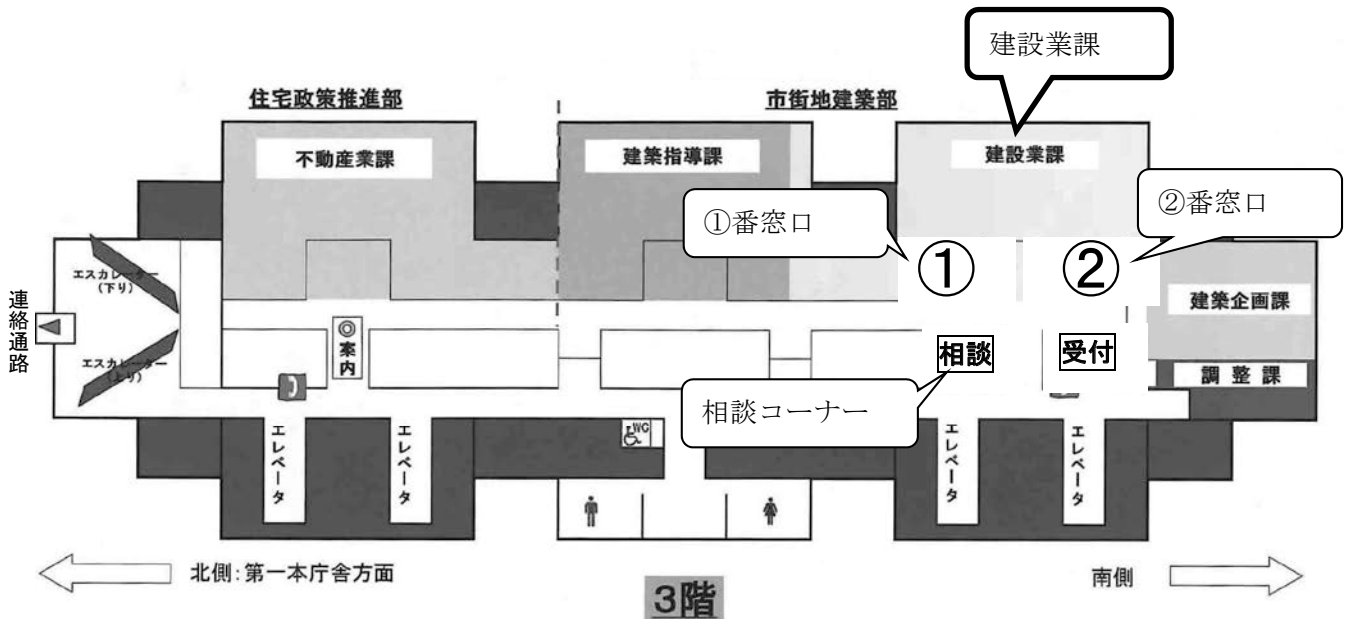 建設業課
住宅政策推進部
市街地建築部
不動産業課
建築指導課
建設業課
①番窓口
②番窓口
①
②
エスカレーター
(下り)
連絡通路
建築企画課
◎案内
エスカレーター
(上り)
相談
受付
調整課
相談コーナー
WC
エレベータ
エレベータ
エレベータ
エレベータ
北側:第一本庁舎方面
南側
3階